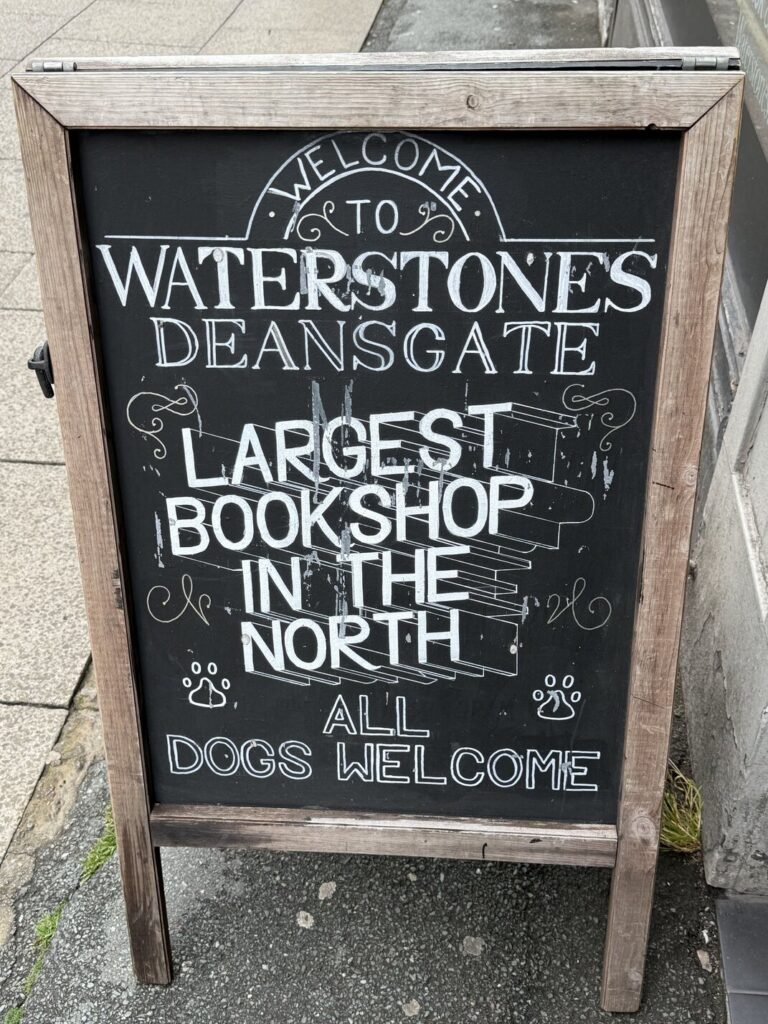 WELCOME
TO
WATERSTONES
DEANSGATE
LARGEST
BOOKSHOP
IN THE
NORTH
ALL
DOGS WELCOME